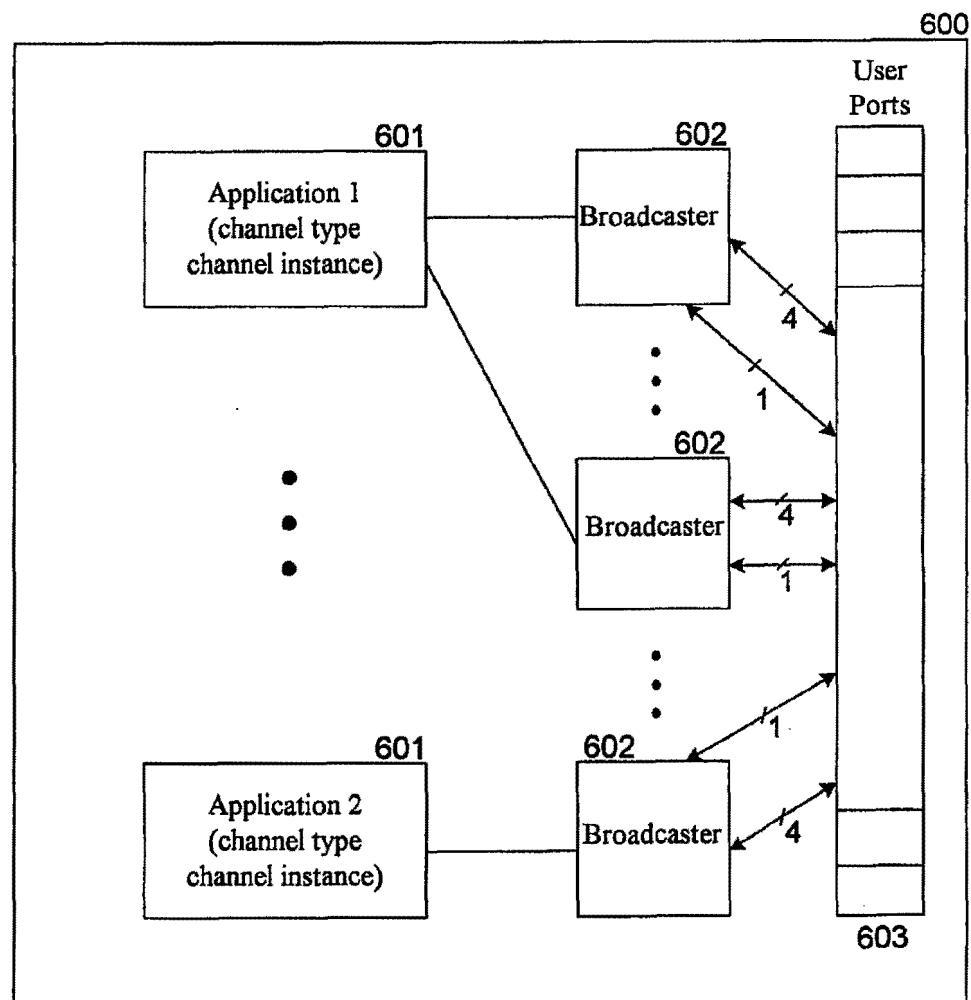 600
User
Ports
601
602
Application 1
(channel type
channel instance)
Broadcaster
4
1
602
Broadcaster
4
1
1
601
602
Application 2
(channel type
channel instance)
Broadcaster
4
603